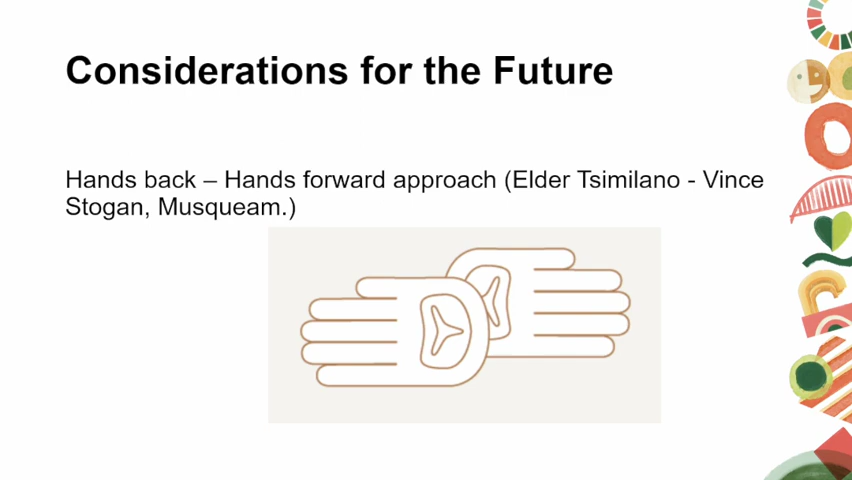 Considerations for the Future
Hands back – Hands forward approach (Elder Tsimilano - Vince
Stogan, Musqueam.)